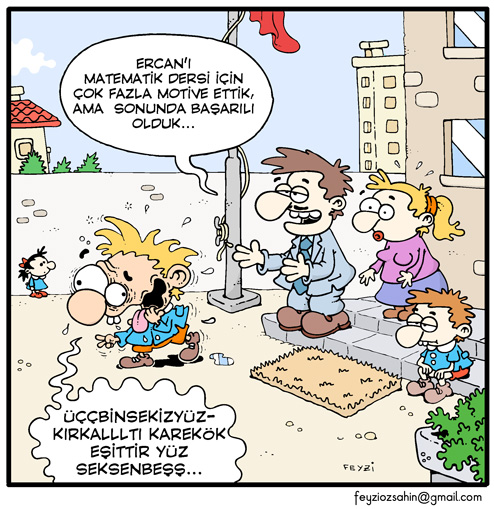 ERCAN'I
MATEMATİK DERSİ İÇİN
ÇOK FAZLA MOTİVE ETTİK,
AMA SONUNDA BAŞARILI
OLDUK...
ÜÇÇBİNSEKİZYÜZ-
KIRKALLLTI KAREKÖK
EŞİTTİR YÜZ
SEKSENBEŞŞ...
FEYZİ
feyziozsahin@gmail.com